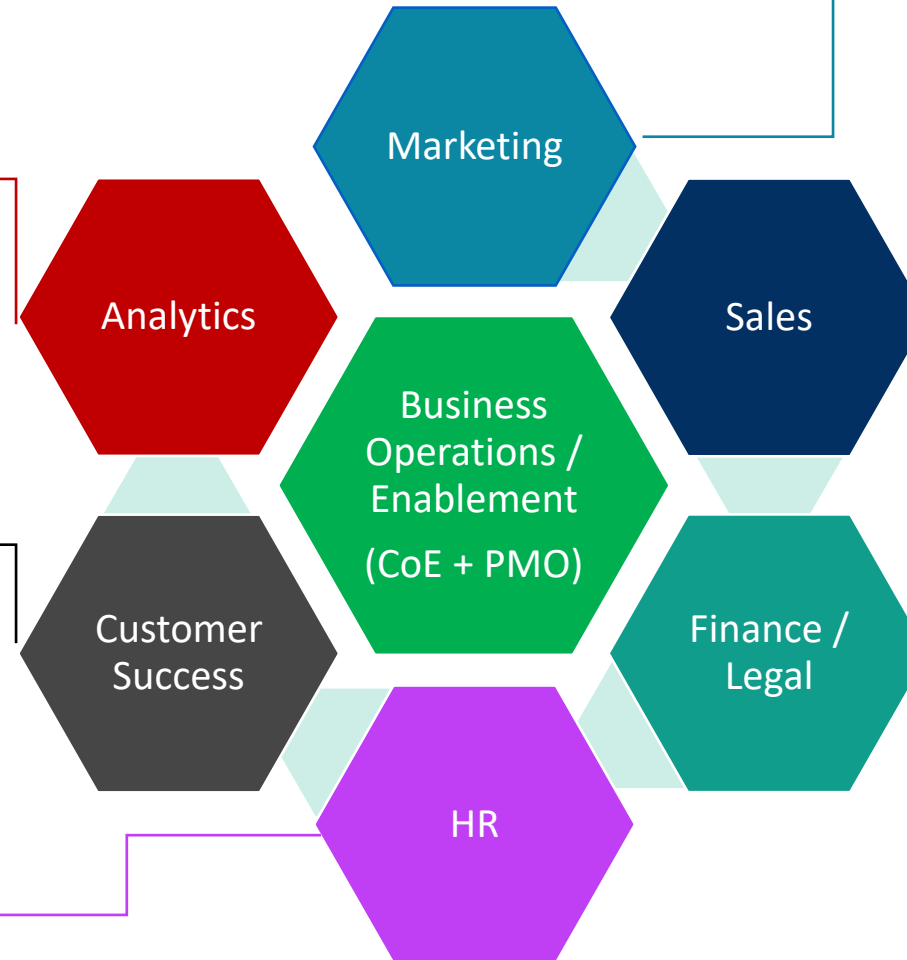 Marketing
Analytics
Sales
Business
Operations /
Enablement
(CoE + PMO)
Customer
Success
Finance /
Legal
HR